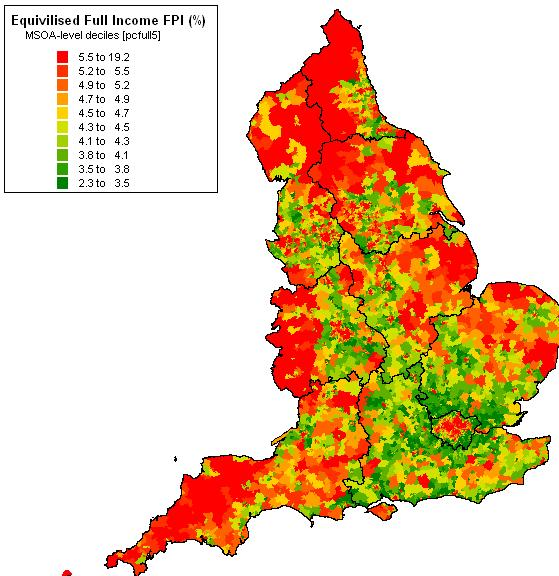 Equivilised Full Income FPI (%)
MSOA-level deciles [pcfull5]
5.5 to 19.2
5.2 to 5.5
4.9 to 5.2
4.7 to 4.9
4.5 to 4.7
4.3 to 4.5
4.1 to 4.3
3.8 to 4.1
3.5 to 3.8
2.3 to 3.5